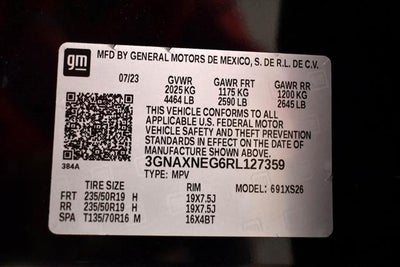 gm
MFD BY GENERAL MOTORS DE MEXICO, S. DE R.L. DE C.V.
07/23 GVWR GAWR FRT GAWR RR
2025 KG 1175 KG 1200 KG
4464 LB 2590 LB 2645 LB
THIS VEHICLE CONFORMS TO ALL
APPLICABLE U.S. FEDERAL MOTOR
VEHICLE SAFETY AND THEFT PREVENTION
STANDARDS IN EFFECT ON THE DATE OF
MANUFACTURE SHOWN ABOVE.
384A 3GNAXNEG6RL127359
TYPE: MPV MODEL: 691XS26
TIRE SIZE RIM
FRT 235/50R19 H 19X7.5J
RR 235/50R19 H 19X7.5J
SPA T135/70R16 M 16X4BT